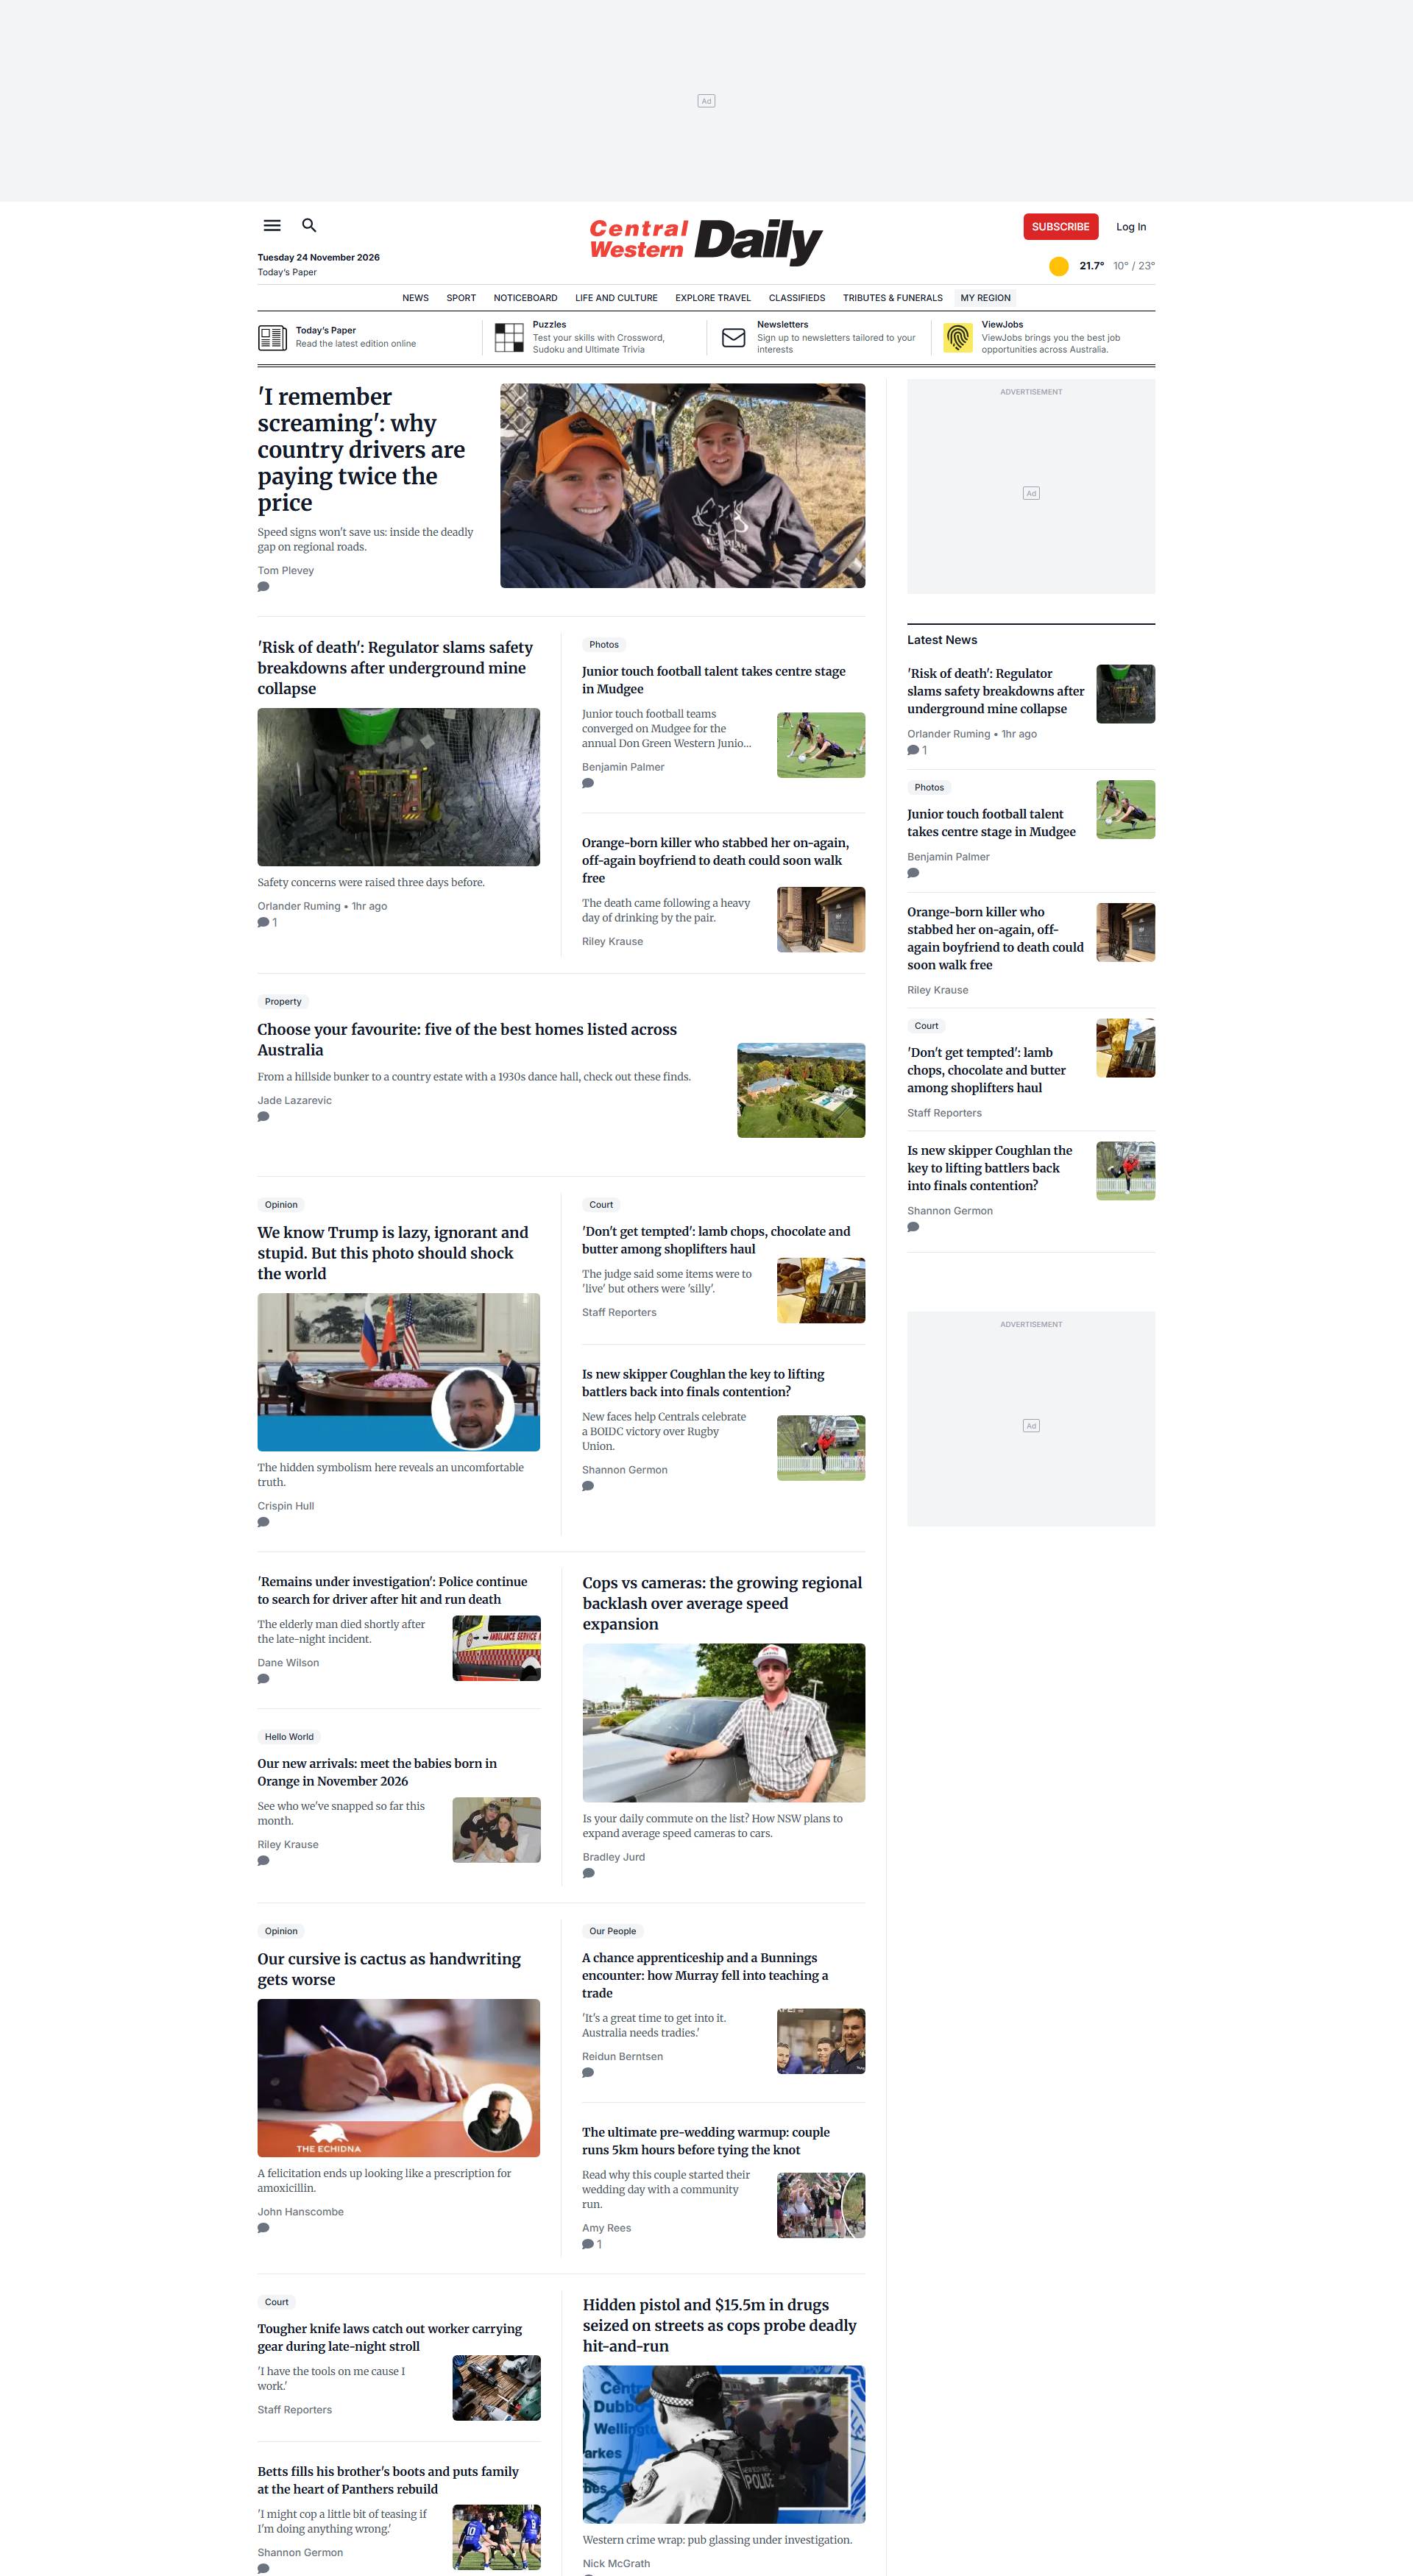 Ad
Central
Western
Daily
SUBSCRIBE
Log In
Tuesday 24 November 2026
Today's Paper
21.7° 10° / 23°
NEWS SPORT NOTICEBOARD LIFE AND CULTURE EXPLORE TRAVEL CLASSIFIEDS TRIBUTES & FUNERALS MY REGION
Today's Paper
Read the latest edition online
Puzzles
Test your skills with Crossword,
Sudoku and Ultimate Trivia
Newsletters
Sign up to newsletters tailored to your
interests
ViewJobs
ViewJobs brings you the best job
opportunities across Australia.
'I remember
screaming': why
country drivers are
paying twice the
price
Speed signs won't save us: inside the deadly
gap on regional roads.
Tom Plevey
'Risk of death': Regulator slams safety
breakdowns after underground mine
collapse
Safety concerns were raised three days before.
Orlander Ruming • 1hr ago
1
Photos
Junior touch football talent takes centre stage
in Mudgee
Junior touch football teams
converged on Mudgee for the
annual Don Green Western Junio...
Benjamin Palmer
Orange-born killer who stabbed her on-again,
off-again boyfriend to death could soon walk
free
The death came following a heavy
day of drinking by the pair.
Riley Krause
Property
Choose your favourite: five of the best homes listed across
Australia
From a hillside bunker to a country estate with a 1930s dance hall, check out these finds.
Jade Lazarevic
Opinion
We know Trump is lazy, ignorant and
stupid. But this photo should shock
the world
The hidden symbolism here reveals an uncomfortable
truth.
Crispin Hull
Court
'Don't get tempted': lamb chops, chocolate and
butter among shoplifters haul
The judge said some items were to
'live' but others were 'silly'.
Staff Reporters
Is new skipper Coughlan the key to lifting
battlers back into finals contention?
New faces help Centrals celebrate
a BOIDC victory over Rugby
Union.
Shannon Germon
'Remains under investigation': Police continue
to search for driver after hit and run death
The elderly man died shortly after
the late-night incident.
Dane Wilson
AMBULANCE SERVICE
Hello World
Our new arrivals: meet the babies born in
Orange in November 2026
See who we've snapped so far this
month.
Riley Krause
Cops vs cameras: the growing regional
backlash over average speed
expansion
Is your daily commute on the list? How NSW plans to
expand average speed cameras to cars.
Bradley Jurd
Opinion
Our cursive is cactus as handwriting
gets worse
THE ECHIDNA
A felicitation ends up looking like a prescription for
amoxicillin.
John Hanscombe
Our People
A chance apprenticeship and a Bunnings
encounter: how Murray fell into teaching a
trade
'It's a great time to get into it.
Australia needs tradies.'
Reidun Berntsen
The ultimate pre-wedding warmup: couple
runs 5km hours before tying the knot
Read why this couple started their
wedding day with a community
run.
Amy Rees
1
Court
Tougher knife laws catch out worker carrying
gear during late-night stroll
'I have the tools on me cause I
work.'
Staff Reporters
Betts fills his brother's boots and puts family
at the heart of Panthers rebuild
'I might cop a little bit of teasing if
I'm doing anything wrong.'
Shannon Germon
Hidden pistol and $15.5m in drugs
seized on streets as cops probe deadly
hit-and-run
Centr
Dubbo
Wellingto
arkes
bes
POLICE
Western crime wrap: pub glassing under investigation.
Nick McGrath
ADVERTISEMENT
Ad
Latest News
'Risk of death': Regulator
slams safety breakdowns after
underground mine collapse
Orlander Ruming • 1hr ago
1
Photos
Junior touch football talent
takes centre stage in Mudgee
Benjamin Palmer
Orange-born killer who
stabbed her on-again, off-
again boyfriend to death could
soon walk free
Riley Krause
Court
'Don't get tempted': lamb
chops, chocolate and butter
among shoplifters haul
Staff Reporters
Is new skipper Coughlan the
key to lifting battlers back
into finals contention?
Shannon Germon
ADVERTISEMENT
Ad